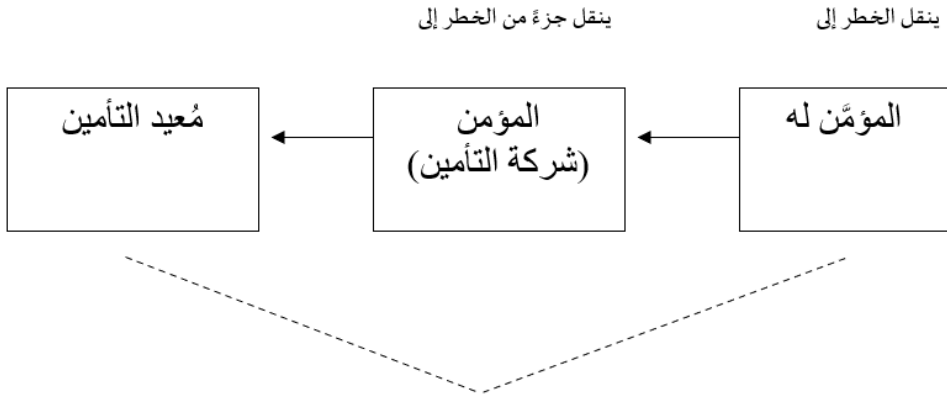 ينقل الخطر إلى
ينقل جزءً من الخطر إلى
المؤمَّن له
المؤمن
(شركة التأمين)
مُعيد التأمين